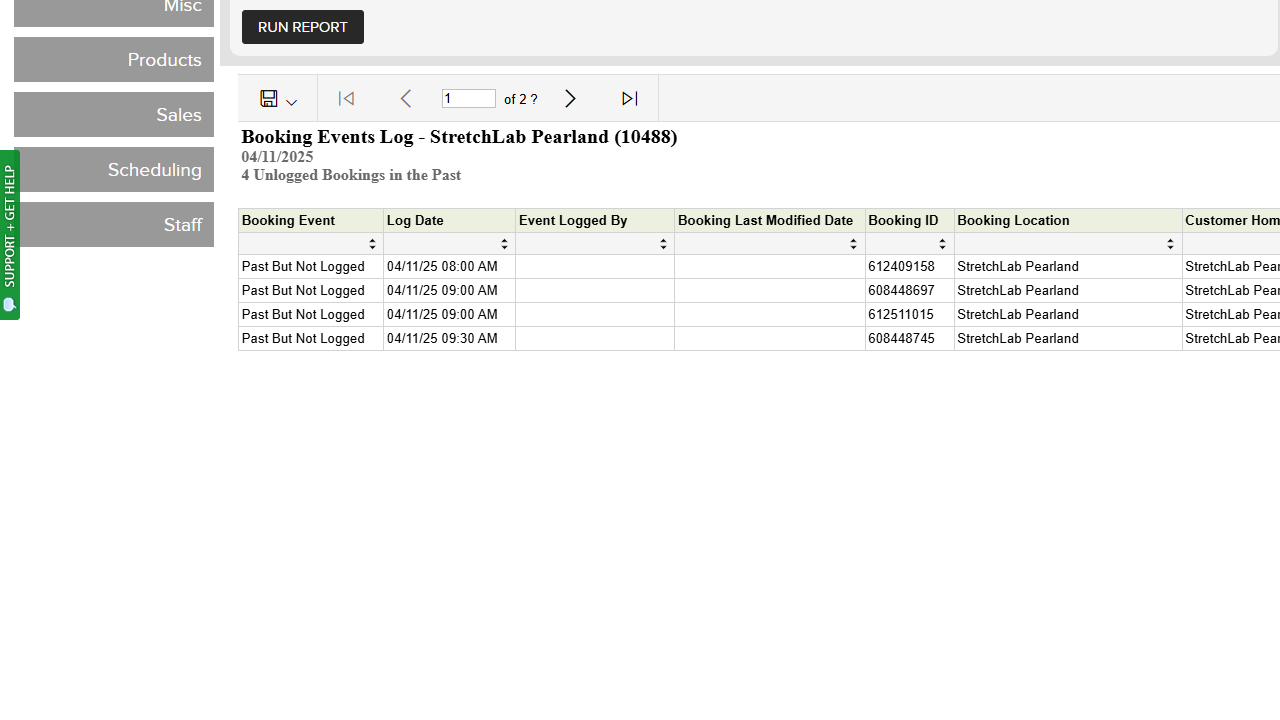 Misc
RUN REPORT
Products
Sales
Scheduling
Staff
SUPPORT + GET HELP
1 of 2 ?
Booking Events Log - StretchLab Pearland (10488)
04/11/2025
4 Unlogged Bookings in the Past
Booking Event Log Date Event Logged By Booking Last Modified Date Booking ID Booking Location Customer Hom
Past But Not Logged 04/11/25 08:00 AM 612409158 StretchLab Pearland StretchLab Pear
Past But Not Logged 04/11/25 09:00 AM 608448697 StretchLab Pearland StretchLab Pear
Past But Not Logged 04/11/25 09:00 AM 612511015 StretchLab Pearland StretchLab Pear
Past But Not Logged 04/11/25 09:30 AM 608448745 StretchLab Pearland StretchLab Pear